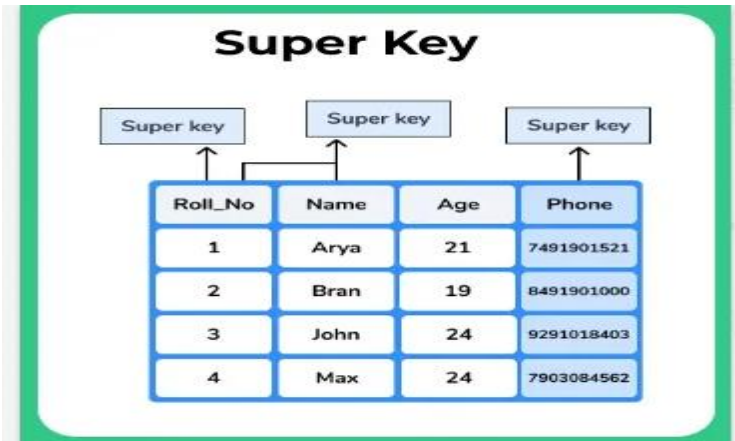 Super Key
Super key
Super key
Super key
Roll_No Name Age Phone
1 Arya 21 7491901521
2 Bran 19 8491901000
3 John 24 9291018403
4 Max 24 7903084562